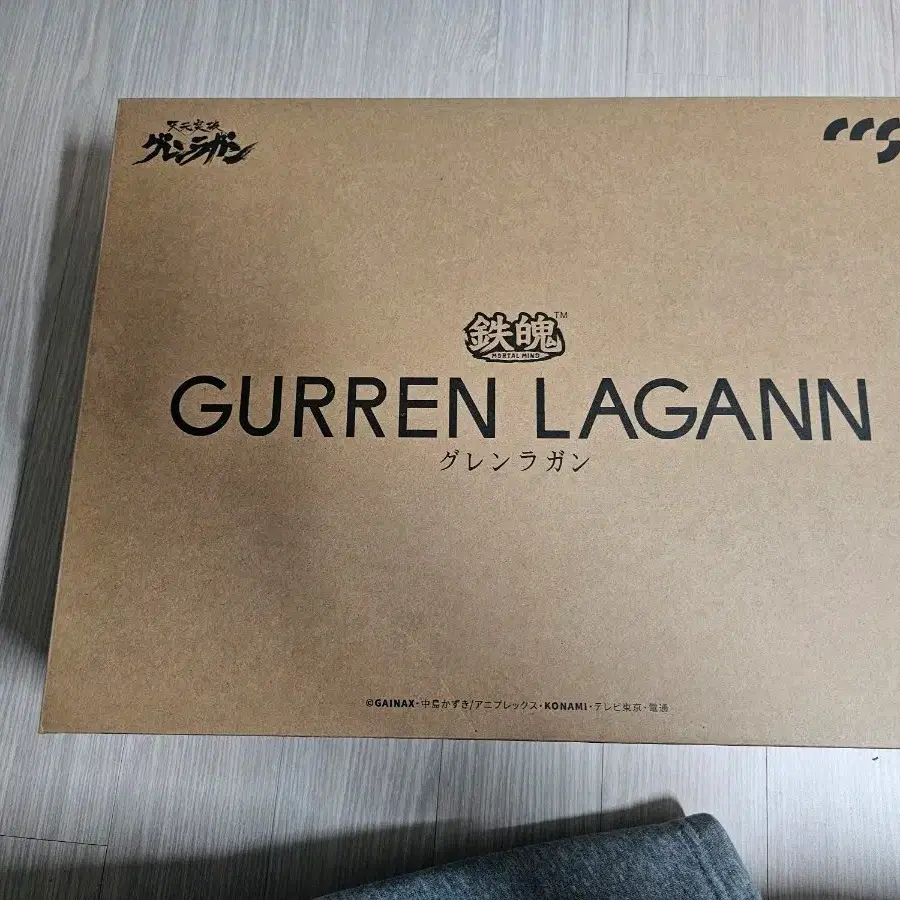 天元突破
グレンラガン
鉄魄™
MORTAL MIND
GURREN LAGANN
グレンラガン
©GAINAX・中島かずき/アニプレックス・KONAMI・テレビ東京・電通